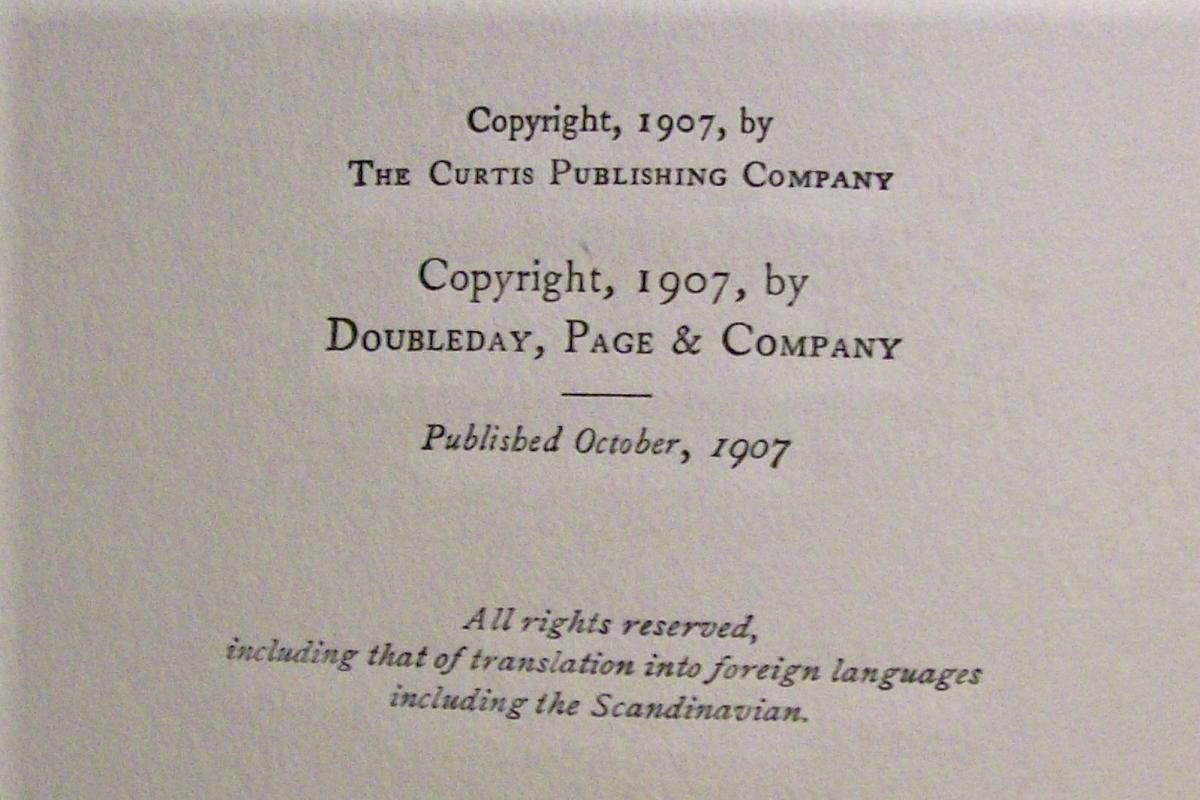 Copyright, 1907, by
The Curtis Publishing Company
Copyright, 1907, by
Doubleday, Page & Company
Published October, 1907
All rights reserved,
including that of translation into foreign languages
including the Scandinavian.